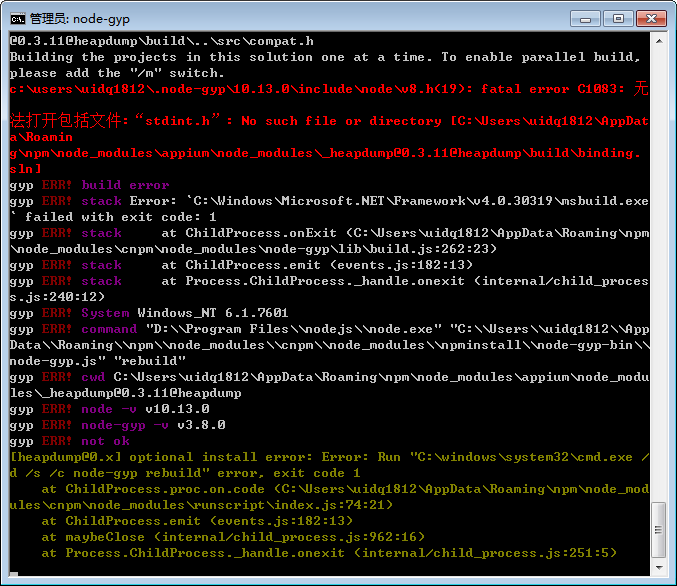 管理员: node-gyp
@0.3.11@heapdump\build\..\src\compat.h
Building the projects in this solution one at a time. To enable parallel build,
please add the "/m" switch.
c:\users\uidq1812\.node-gyp\10.13.0\include\node\v8.h(19): fatal error C1083: 无
法打开包括文件:“stdint.h”: No such file or directory [C:\Users\uidq1812\AppDat
a\Roamin
g\npm\node_modules\appium\node_modules\_heapdump@0.3.11@heapdump\build\binding.
sln]
gyp ERR! build error
gyp ERR! stack Error: `C:\Windows\Microsoft.NET\Framework\v4.0.30319\msbuild.exe
` failed with exit code: 1
gyp ERR! stack     at ChildProcess.onExit (C:\Users\uidq1812\AppData\Roaming\npm
\node_modules\cnpm\node_modules\node-gyp\lib\build.js:262:23)
gyp ERR! stack     at ChildProcess.emit (events.js:182:13)
gyp ERR! stack     at Process.ChildProcess._handle.onexit (internal/child_proces
s.js:240:12)
gyp ERR! System Windows_NT 6.1.7601
gyp ERR! command "D:\\Program Files\\nodejs\\node.exe" "C:\\Users\\uidq1812\\App
Data\\Roaming\\npm\\node_modules\\cnpm\\node_modules\\npminstall\\node-gyp-bin\\
node-gyp.js" "rebuild"
gyp ERR! cwd C:\Users\uidq1812\AppData\Roaming\npm\node_modules\appium\node_modu
les\_heapdump@0.3.11@heapdump
gyp ERR! node -v v10.13.0
gyp ERR! node-gyp -v v3.8.0
gyp ERR! not ok
[heapdump@0.x] optional install error: Error: Run "C:\windows\system32\cmd.exe /
d /s /c node-gyp rebuild" error, exit code 1
    at ChildProcess.proc.on.code (C:\Users\uidq1812\AppData\Roaming\npm\node_mod
ules\cnpm\node_modules\runscript\index.js:74:21)
    at ChildProcess.emit (events.js:182:13)
    at maybeClose (internal/child_process.js:962:16)
    at Process.ChildProcess._handle.onexit (internal/child_process.js:251:5)